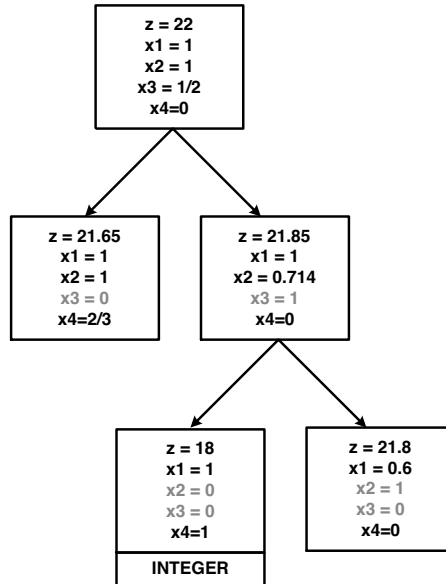 z = 22
x1 = 1
x2 = 1
x3 = 1/2
x4=0
z = 21.65
x1 = 1
x2 = 1
x3 = 0
x4=2/3
z = 21.85
x1 = 1
x2 = 0.714
x3 = 1
x4=0
z = 18
x1 = 1
x2 = 0
x3 = 0
x4=1
INTEGER
z = 21.8
x1 = 0.6
x2 = 1
x3 = 0
x4=0